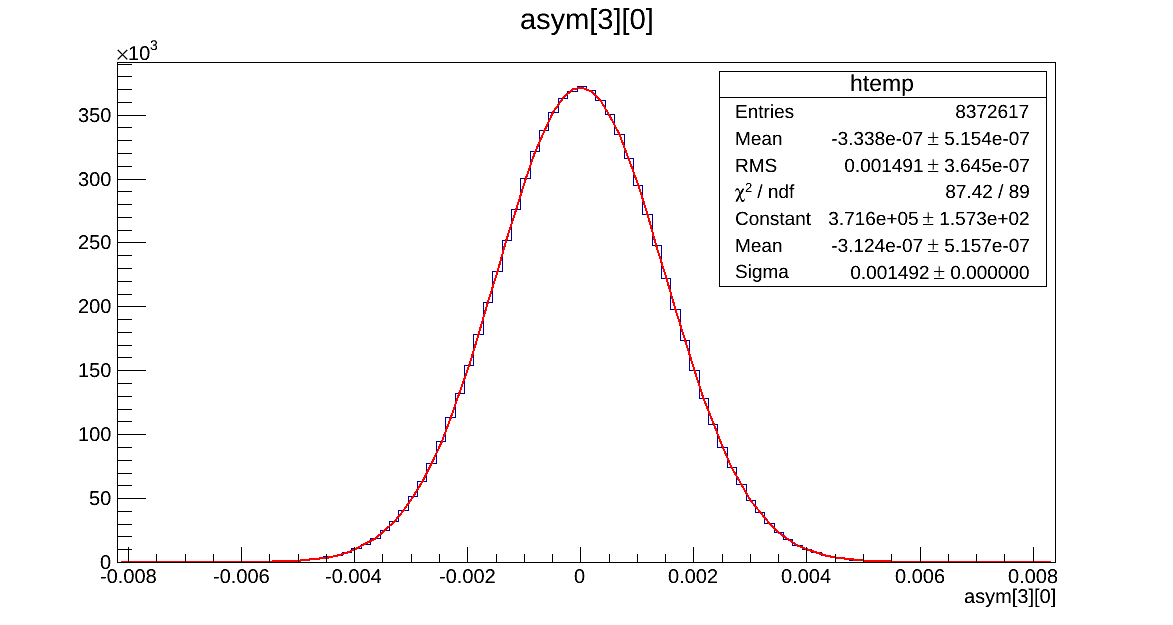 asym[3][0]
×10³
htemp
Entries 8372617
Mean -3.338e-07 ± 5.154e-07
RMS 0.001491 ± 3.645e-07
χ² / ndf 87.42 / 89
Constant 3.716e+05 ± 1.573e+02
Mean -3.124e-07 ± 5.157e-07
Sigma 0.001492 ± 0.000000
350
300
250
200
150
100
50
0
-0.008 -0.006 -0.004 -0.002 0 0.002 0.004 0.006 0.008
asym[3][0]